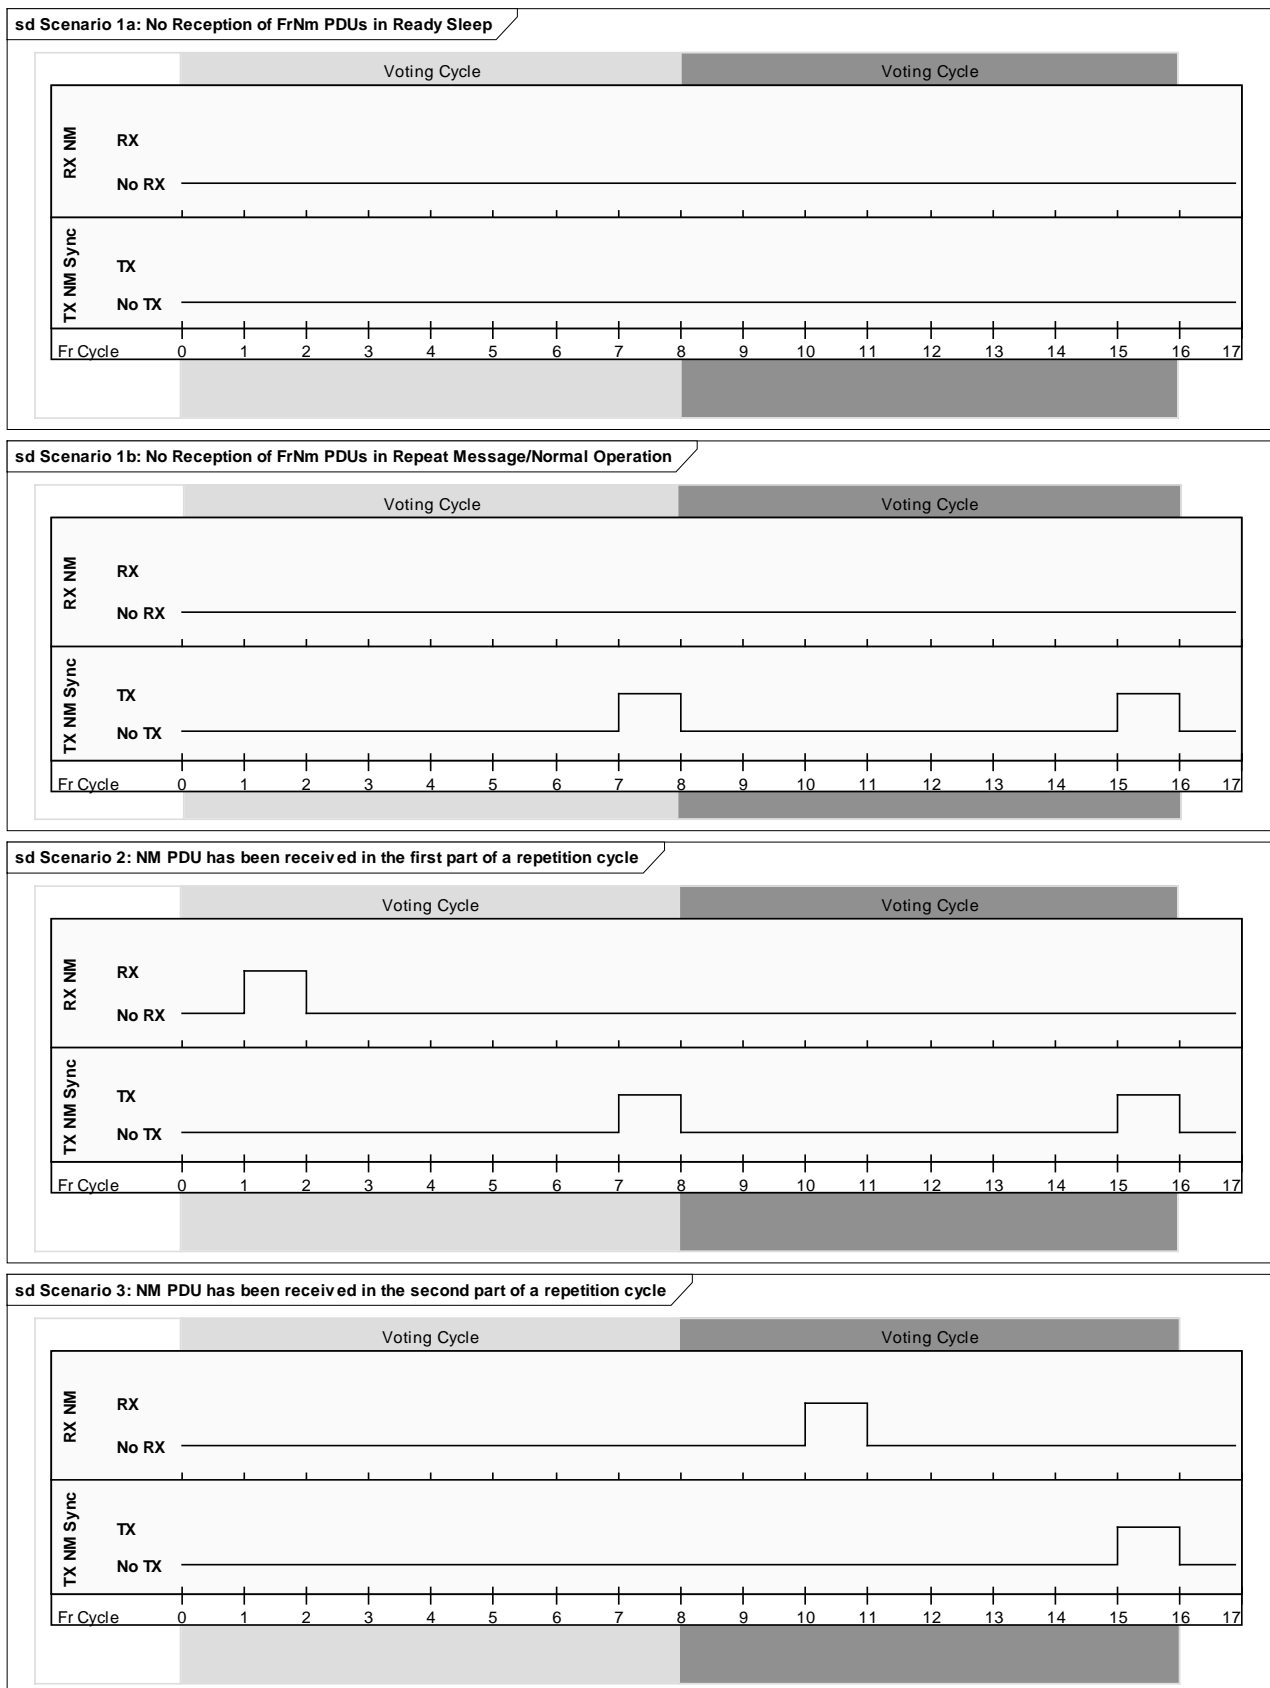 sd Scenario 1a: No Reception of FrNm PDUs in Ready Sleep
Voting Cycle Voting Cycle
RX NM
RX
No RX
TX NM Sync
TX
No TX
Fr Cycle 0 1 2 3 4 5 6 7 8 9 10 11 12 13 14 15 16 17
sd Scenario 1b: No Reception of FrNm PDUs in Repeat Message/Normal Operation
Voting Cycle Voting Cycle
RX NM
RX
No RX
TX NM Sync
TX
No TX
Fr Cycle 0 1 2 3 4 5 6 7 8 9 10 11 12 13 14 15 16 17
sd Scenario 2: NM PDU has been received in the first part of a repetition cycle
Voting Cycle Voting Cycle
RX NM
RX
No RX
TX NM Sync
TX
No TX
Fr Cycle 0 1 2 3 4 5 6 7 8 9 10 11 12 13 14 15 16 17
sd Scenario 3: NM PDU has been received in the second part of a repetition cycle
Voting Cycle Voting Cycle
RX NM
RX
No RX
TX NM Sync
TX
No TX
Fr Cycle 0 1 2 3 4 5 6 7 8 9 10 11 12 13 14 15 16 17